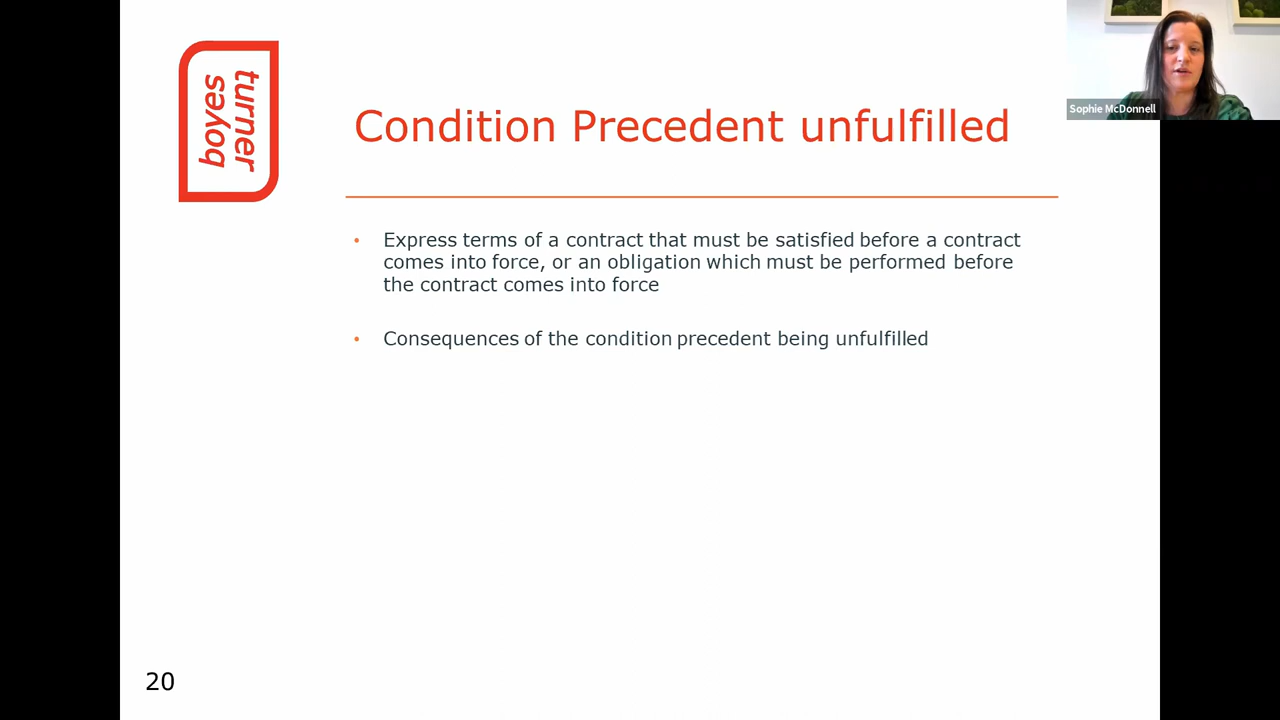 boyes
turner
Condition Precedent unfulfilled
Sophie McDonnell
• Express terms of a contract that must be satisfied before a contract
comes into force, or an obligation which must be performed before
the contract comes into force
• Consequences of the condition precedent being unfulfilled
20